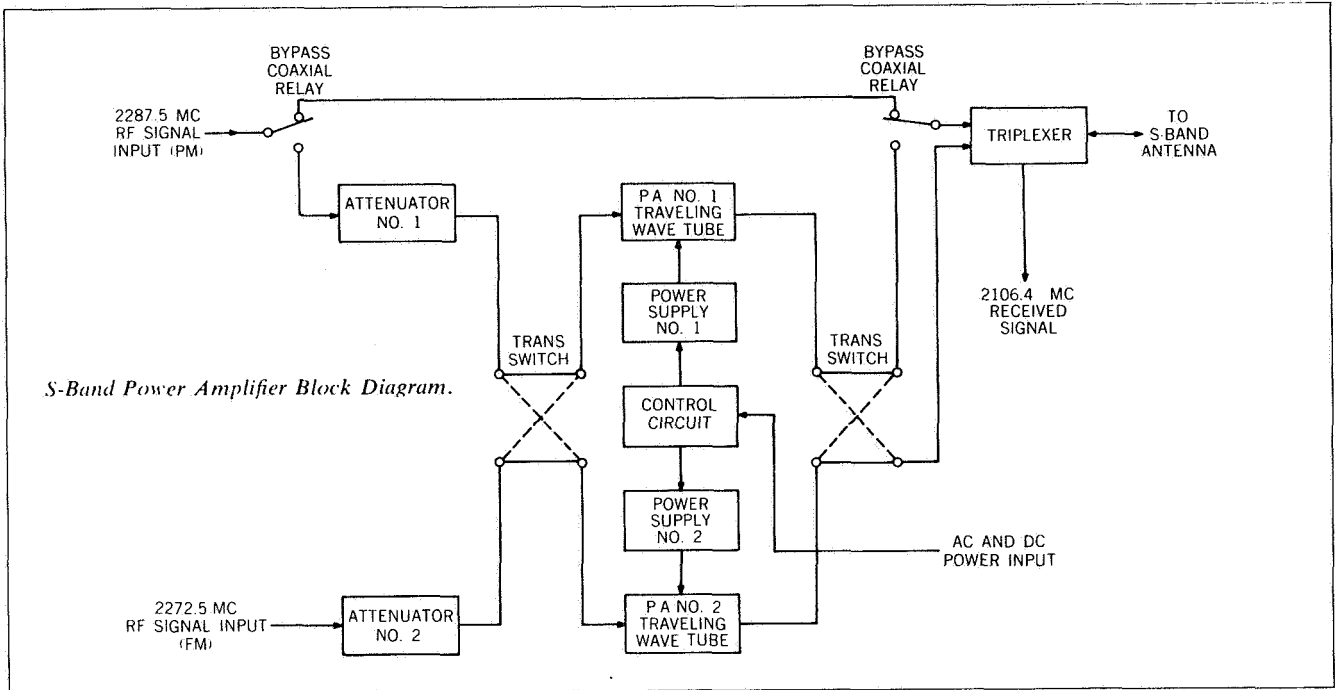 BYPASS
COAXIAL
RELAY
BYPASS
COAXIAL
RELAY
2287.5 MC
RF SIGNAL
INPUT (PM)
TRIPLEXER
TO
S-BAND
ANTENNA
ATTENUATOR
NO. 1
P A NO. 1
TRAVELING
WAVE TUBE
2106.4 MC
RECEIVED
SIGNAL
POWER
SUPPLY
NO. 1
TRANS
SWITCH
TRANS
SWITCH
S-Band Power Amplifier Block Diagram.
CONTROL
CIRCUIT
POWER
SUPPLY
NO. 2
AC AND DC
POWER INPUT
2272.5 MC
RF SIGNAL INPUT
(FM)
ATTENUATOR
NO. 2
P A NO. 2
TRAVELING
WAVE TUBE